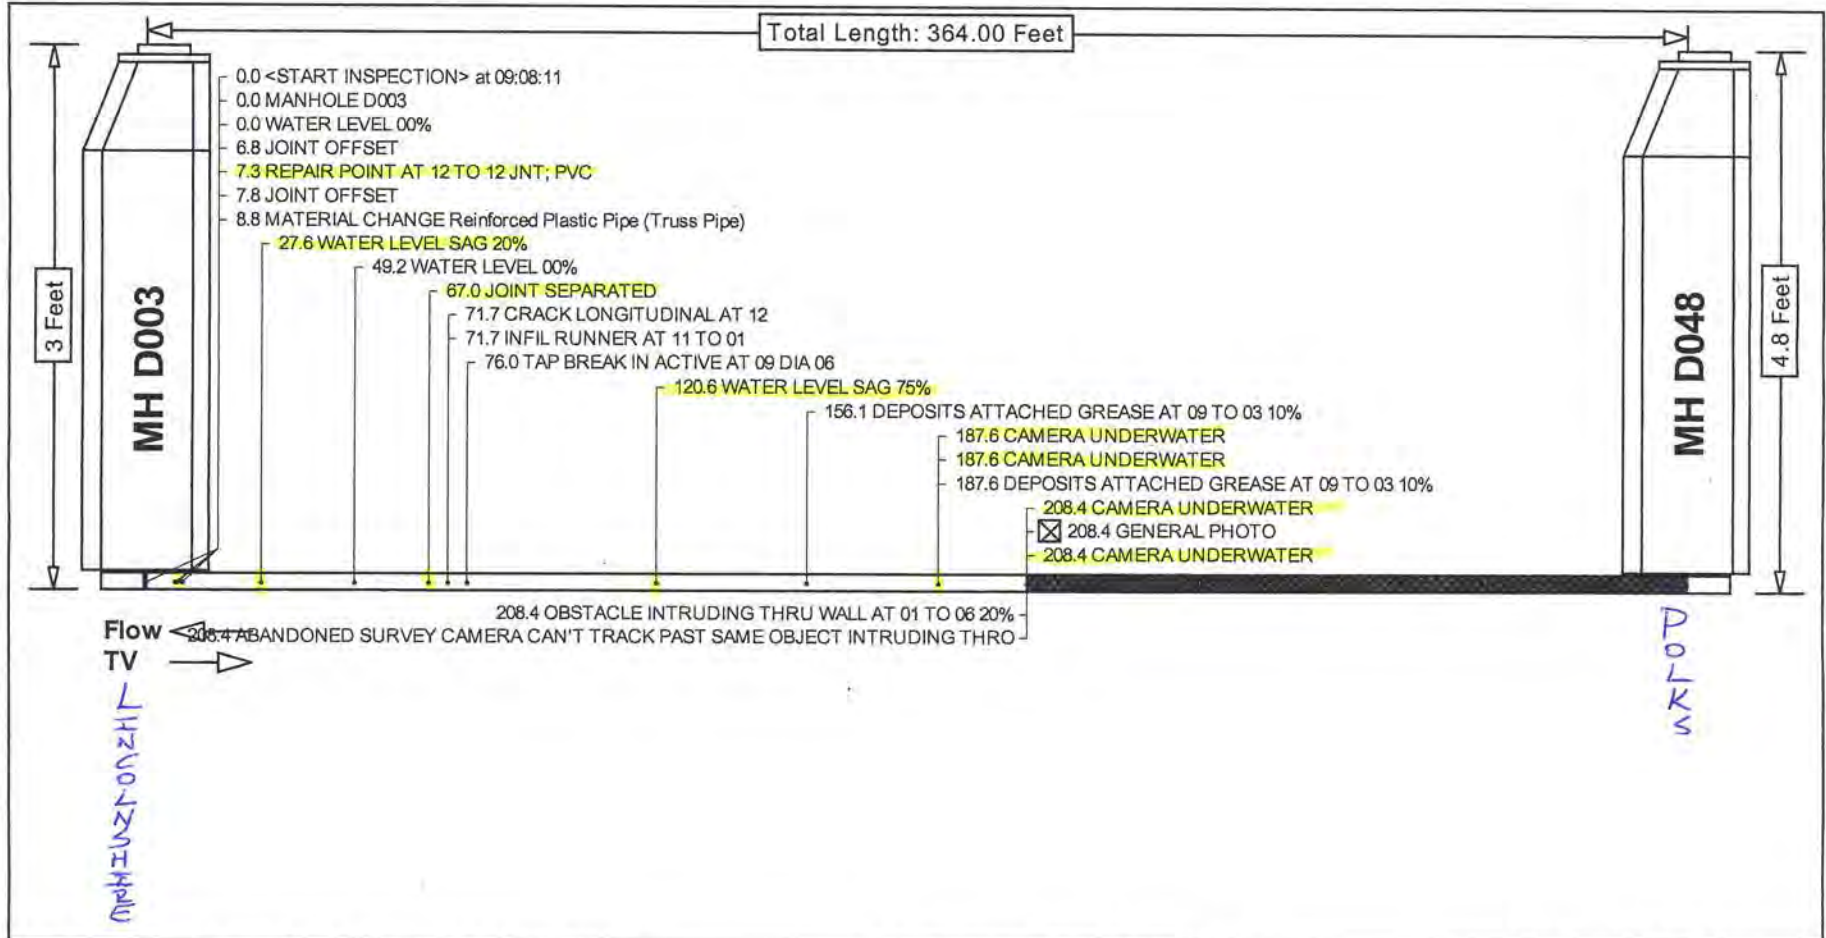 Total Length: 364.00 Feet
0.0 <START INSPECTION> at 09:08:11
0.0 MANHOLE D003
0.0 WATER LEVEL 00%
6.8 JOINT OFFSET
7.3 REPAIR POINT AT 12 TO 12 JNT; PVC
7.8 JOINT OFFSET
8.8 MATERIAL CHANGE Reinforced Plastic Pipe (Truss Pipe)
27.6 WATER LEVEL SAG 20%
49.2 WATER LEVEL 00%
67.0 JOINT SEPARATED
71.7 CRACK LONGITUDINAL AT 12
71.7 INFIL RUNNER AT 11 TO 01
76.0 TAP BREAK IN ACTIVE AT 09 DIA 06
120.6 WATER LEVEL SAG 75%
156.1 DEPOSITS ATTACHED GREASE AT 09 TO 03 10%
187.6 CAMERA UNDERWATER
187.6 CAMERA UNDERWATER
187.6 DEPOSITS ATTACHED GREASE AT 09 TO 03 10%
208.4 CAMERA UNDERWATER
208.4 GENERAL PHOTO
208.4 CAMERA UNDERWATER
208.4 OBSTACLE INTRUDING THRU WALL AT 01 TO 06 20%
208.4 ABANDONED SURVEY CAMERA CAN'T TRACK PAST SAME OBJECT INTRUDING THRO
3 Feet
MH D003
MH D048
4.8 Feet
Flow
TV
LINCOLNSHIRE
POLKS